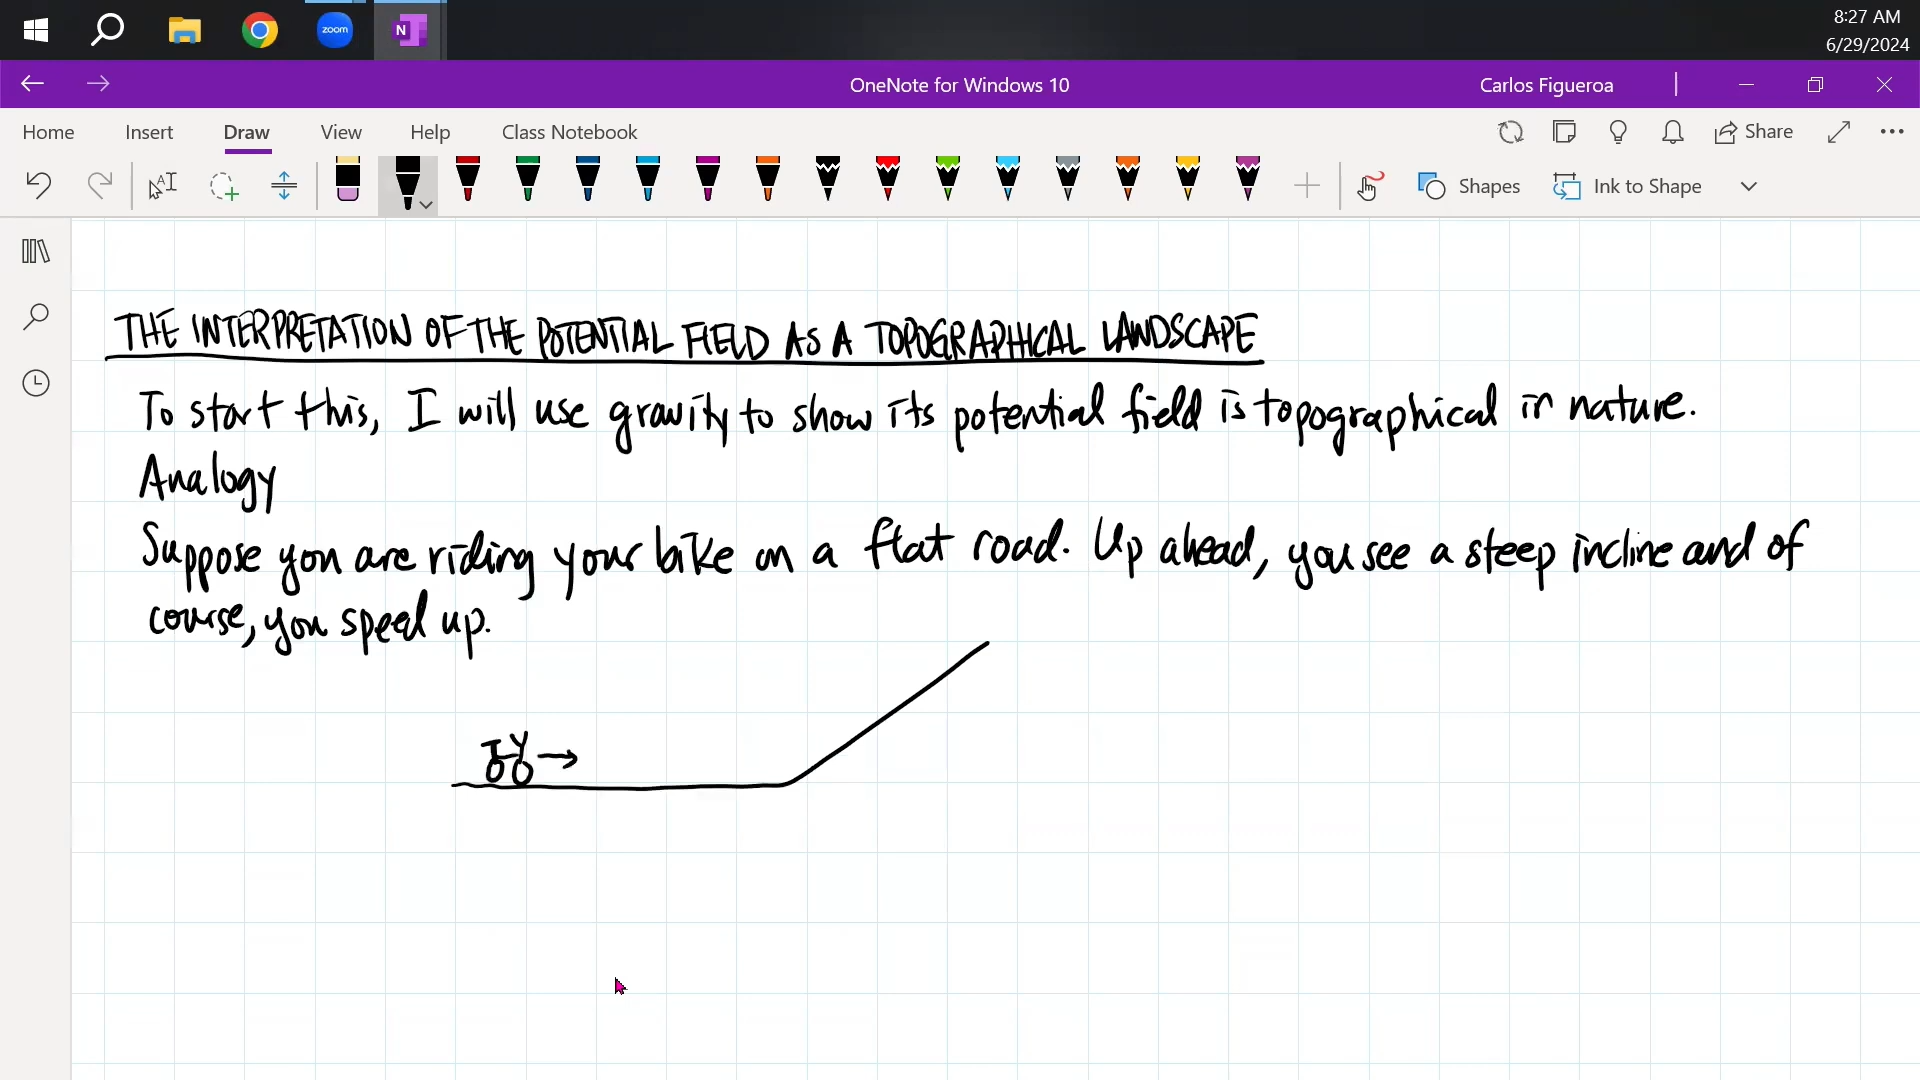 zoom
N
8:27 AM
6/29/2024
OneNote for Windows 10
Carlos Figueroa
Home Insert Draw View Help Class Notebook
Share
Shapes
Ink to Shape
THE INTERPRETATION OF THE POTENTIAL FIELD AS A TOPOGRAPHICAL LANDSCAPE
To start this, I will use gravity to show its potential field is topographical in nature.
Analogy
Suppose you are riding your bike on a flat road. Up ahead, you see a steep incline and of
course, you speed up.